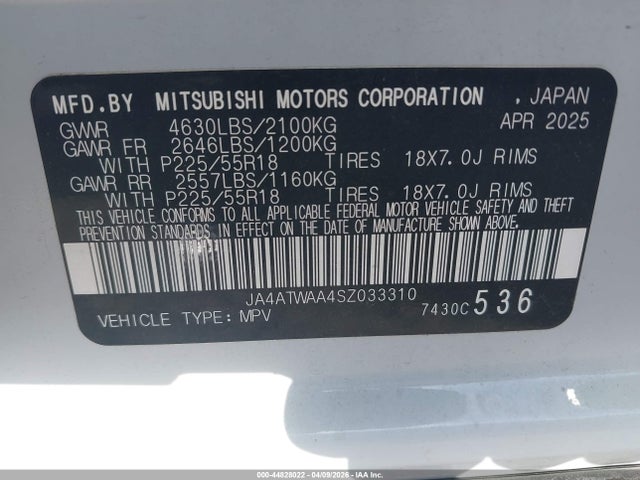 MFD.BY MITSUBISHI MOTORS CORPORATION , JAPAN
GVWR 4630LBS/2100KG APR 2025
GAWR FR 2646LBS/1200KG
WITH P225/55R18 TIRES 18X7.0J RIMS
GAWR RR 2557LBS/1160KG
WITH P225/55R18 TIRES 18X7.0J RIMS
THIS VEHICLE CONFORMS TO ALL APPLICABLE FEDERAL MOTOR VEHICLE SAFETY AND THEFT
PREVENTION STANDARDS IN EFFECT ON THE DATE OF MANUFACTURE SHOWN ABOVE.
JA4ATWAA4SZ033310
VEHICLE TYPE: MPV 7430C 536
000-44828022 - 04/09/2026 - IAA Inc.